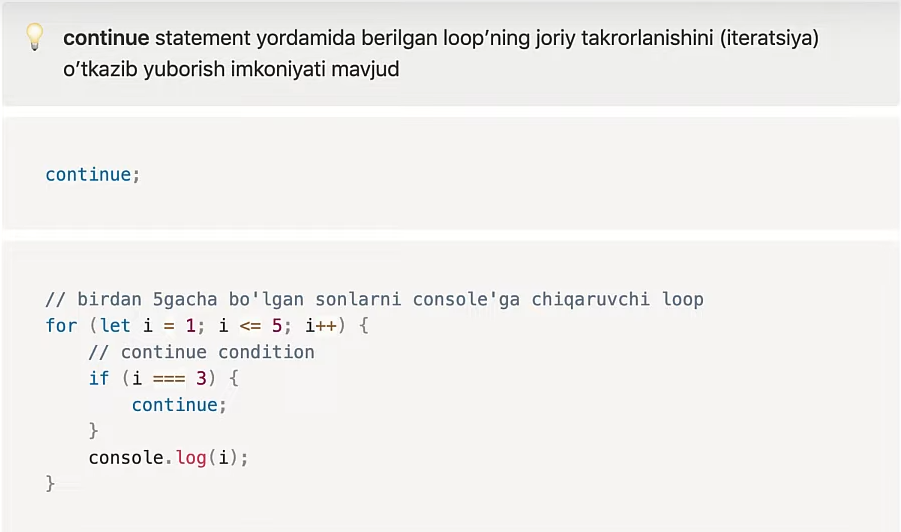 continue statement yordamida berilgan loop’ning joriy takrorlanishini (iteratsiya)
o’tkazib yuborish imkoniyati mavjud
continue;
// birdan 5gacha bo'lgan sonlarni console'ga chiqaruvchi loop
for (let i = 1; i <= 5; i++) {
    // continue condition
    if (i === 3) {
        continue;
    }
    console.log(i);
}